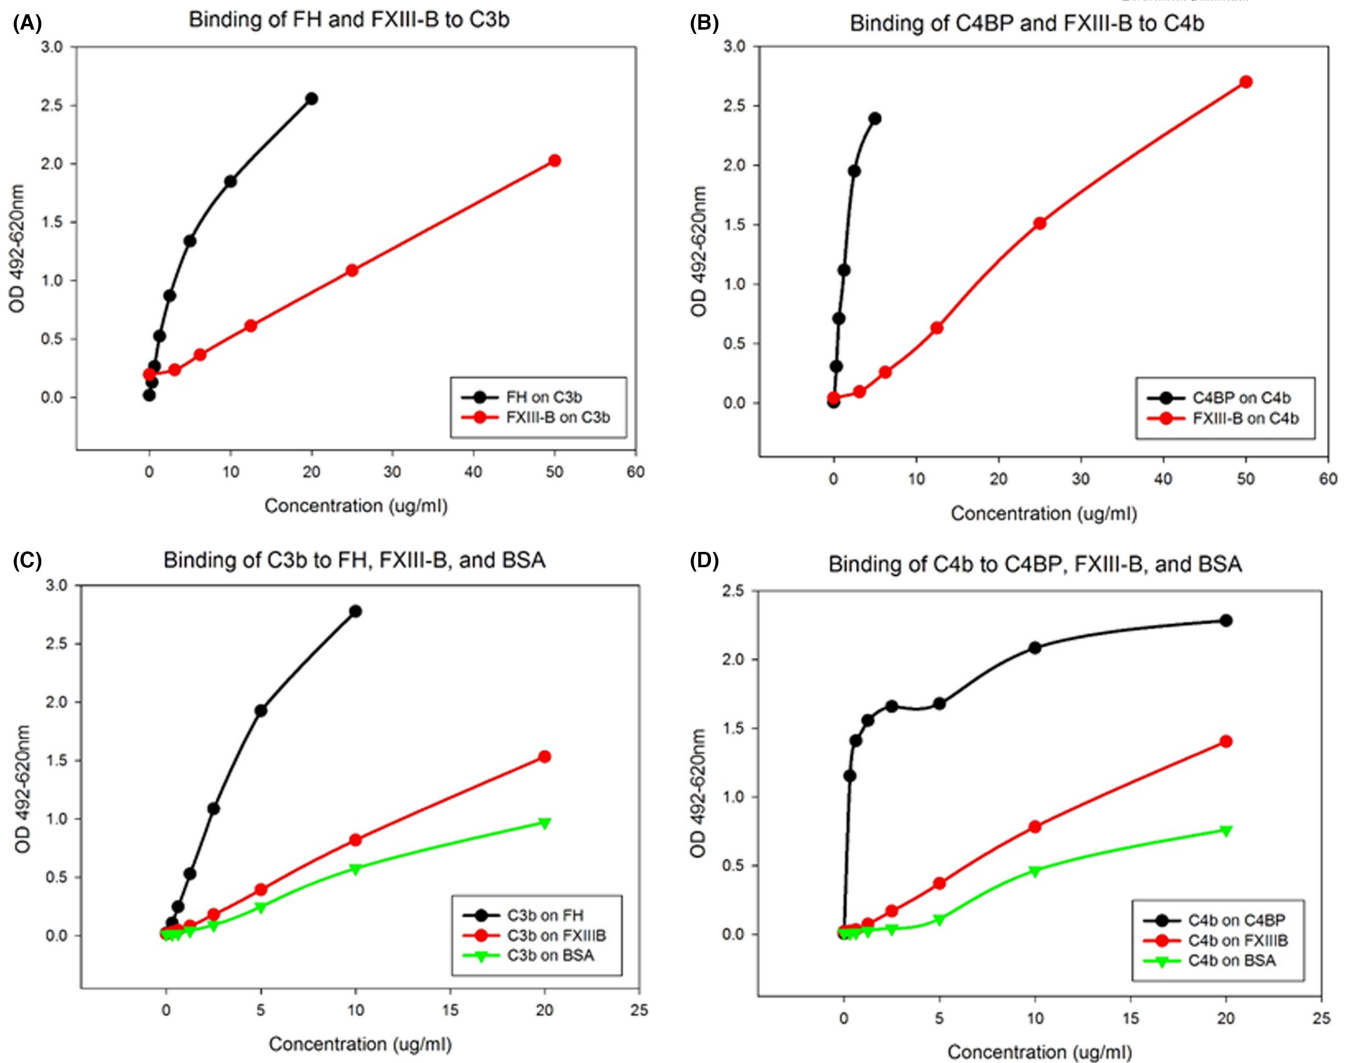 (A)
Binding of FH and FXIII-B to C3b
3.0
2.5
2.0
1.5
1.0
0.5
0.0
OD 492-620nm
FH on C3b
FXIII-B on C3b
0 10 20 30 40 50 60
Concentration (ug/ml)
(B)
Binding of C4BP and FXIII-B to C4b
3.0
2.5
2.0
1.5
1.0
0.5
0.0
OD 492-620nm
C4BP on C4b
FXIII-B on C4b
0 10 20 30 40 50 60
Concentration (ug/ml)
(C)
Binding of C3b to FH, FXIII-B, and BSA
3.0
2.5
2.0
1.5
1.0
0.5
0.0
OD 492-620nm
C3b on FH
C3b on FXIIIB
C3b on BSA
0 5 10 15 20 25
Concentration (ug/ml)
(D)
Binding of C4b to C4BP, FXIII-B, and BSA
2.5
2.0
1.5
1.0
0.5
0.0
OD 492-620nm
C4b on C4BP
C4b on FXIIIB
C4b on BSA
0 5 10 15 20 25
Concentration (ug/ml)